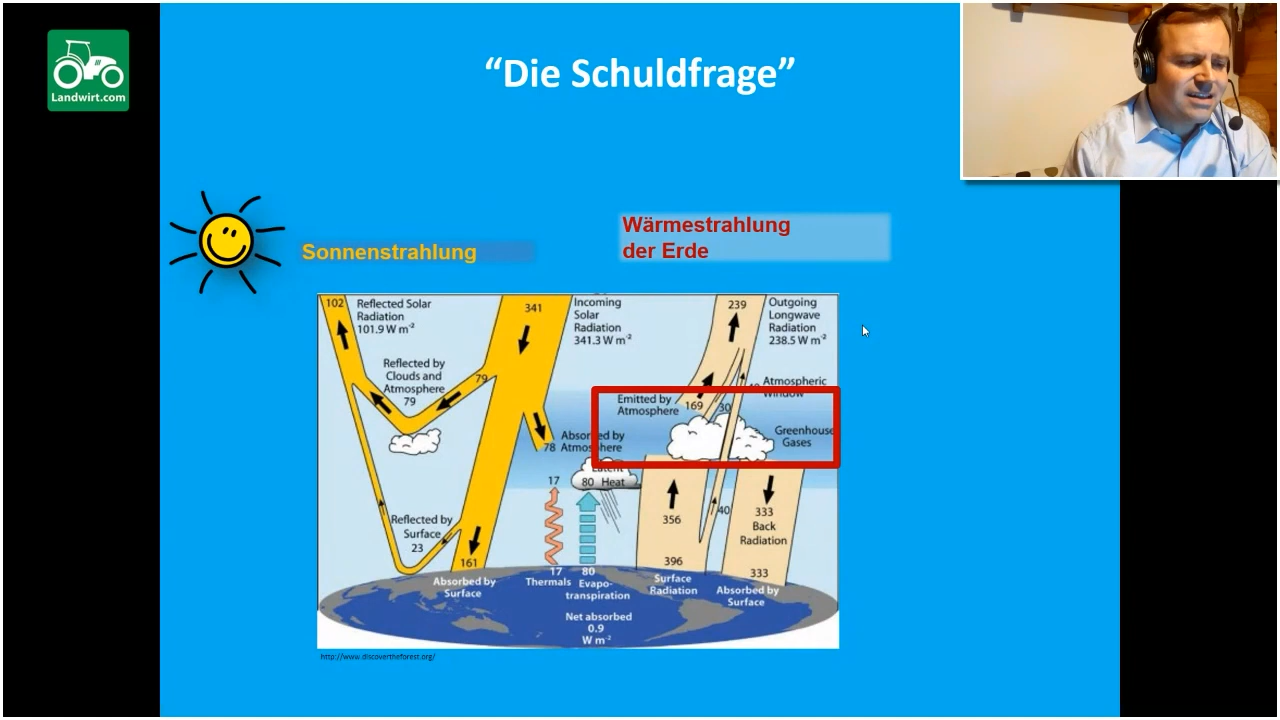 Landwirt.com
“Die Schuldfrage”
Sonnenstrahlung
Wärmestrahlung
der Erde
102
Reflected Solar
Radiation
101.9 W m-2
341
Incoming
Solar
Radiation
341.3 W m-2
239
Outgoing
Longwave
Radiation
238.5 W m-2
Reflected by
Clouds and
Atmosphere
79
79
Emitted by
Atmosphere
169
30
Atmospheric
Window
Greenhouse
Gases
78
Absorbed by
Atmosphere
17
80
Latent
Heat
356
40
333
Back
Radiation
Reflected by
Surface
23
161
396
333
Absorbed by
Surface
17
Thermals
80
Evapo-
transpiration
Surface
Radiation
Absorbed by
Surface
Net absorbed
0.9
W m-2
http://www.discovertheforest.org/